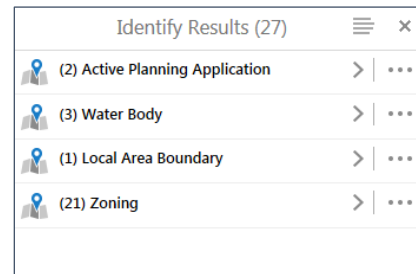 Identify Results (27)
(2) Active Planning Application
(3) Water Body
(1) Local Area Boundary
(21) Zoning